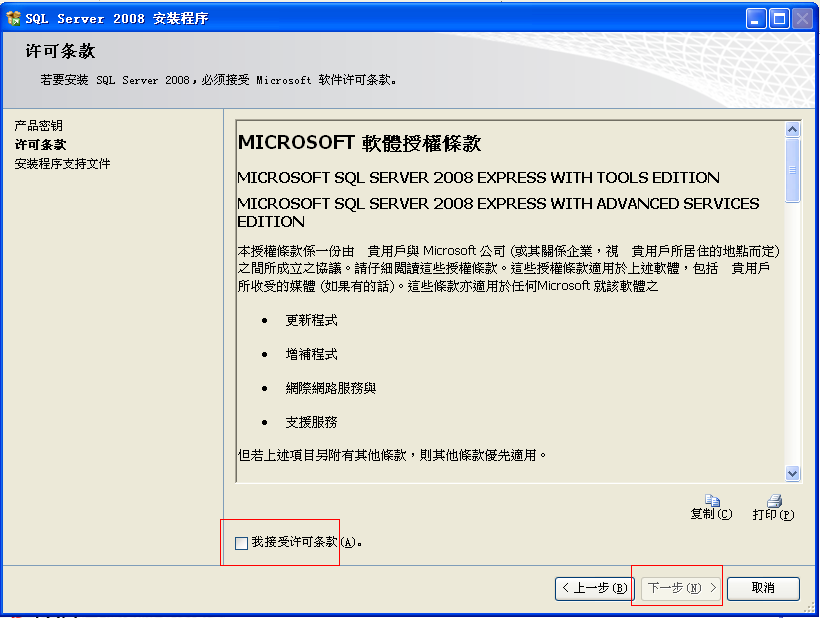 SQL Server 2008 安装程序
许可条款
若要安装 SQL Server 2008，必须接受 Microsoft 软件许可条款。
产品密钥
许可条款
安装程序支持文件
MICROSOFT 軟體授權條款
MICROSOFT SQL SERVER 2008 EXPRESS WITH TOOLS EDITION
MICROSOFT SQL SERVER 2008 EXPRESS WITH ADVANCED SERVICES
EDITION
本授權條款係一份由 貴用戶與 Microsoft 公司 (或其關係企業，視 貴用戶所居住的地點而定)
之間所成立之協議。請仔細閱讀這些授權條款。這些授權條款適用於上述軟體，包括 貴用戶
所收受的媒體 (如果有的話)。這些條款亦適用於任何Microsoft 就該軟體之
• 更新程式
• 增補程式
• 網際網路服務與
• 支援服務
但若上述項目另附有其他條款，則其他條款優先適用。
复制(C) 打印(P)
我接受许可条款(A)。
< 上一步(B) 下一步(N) > 取消